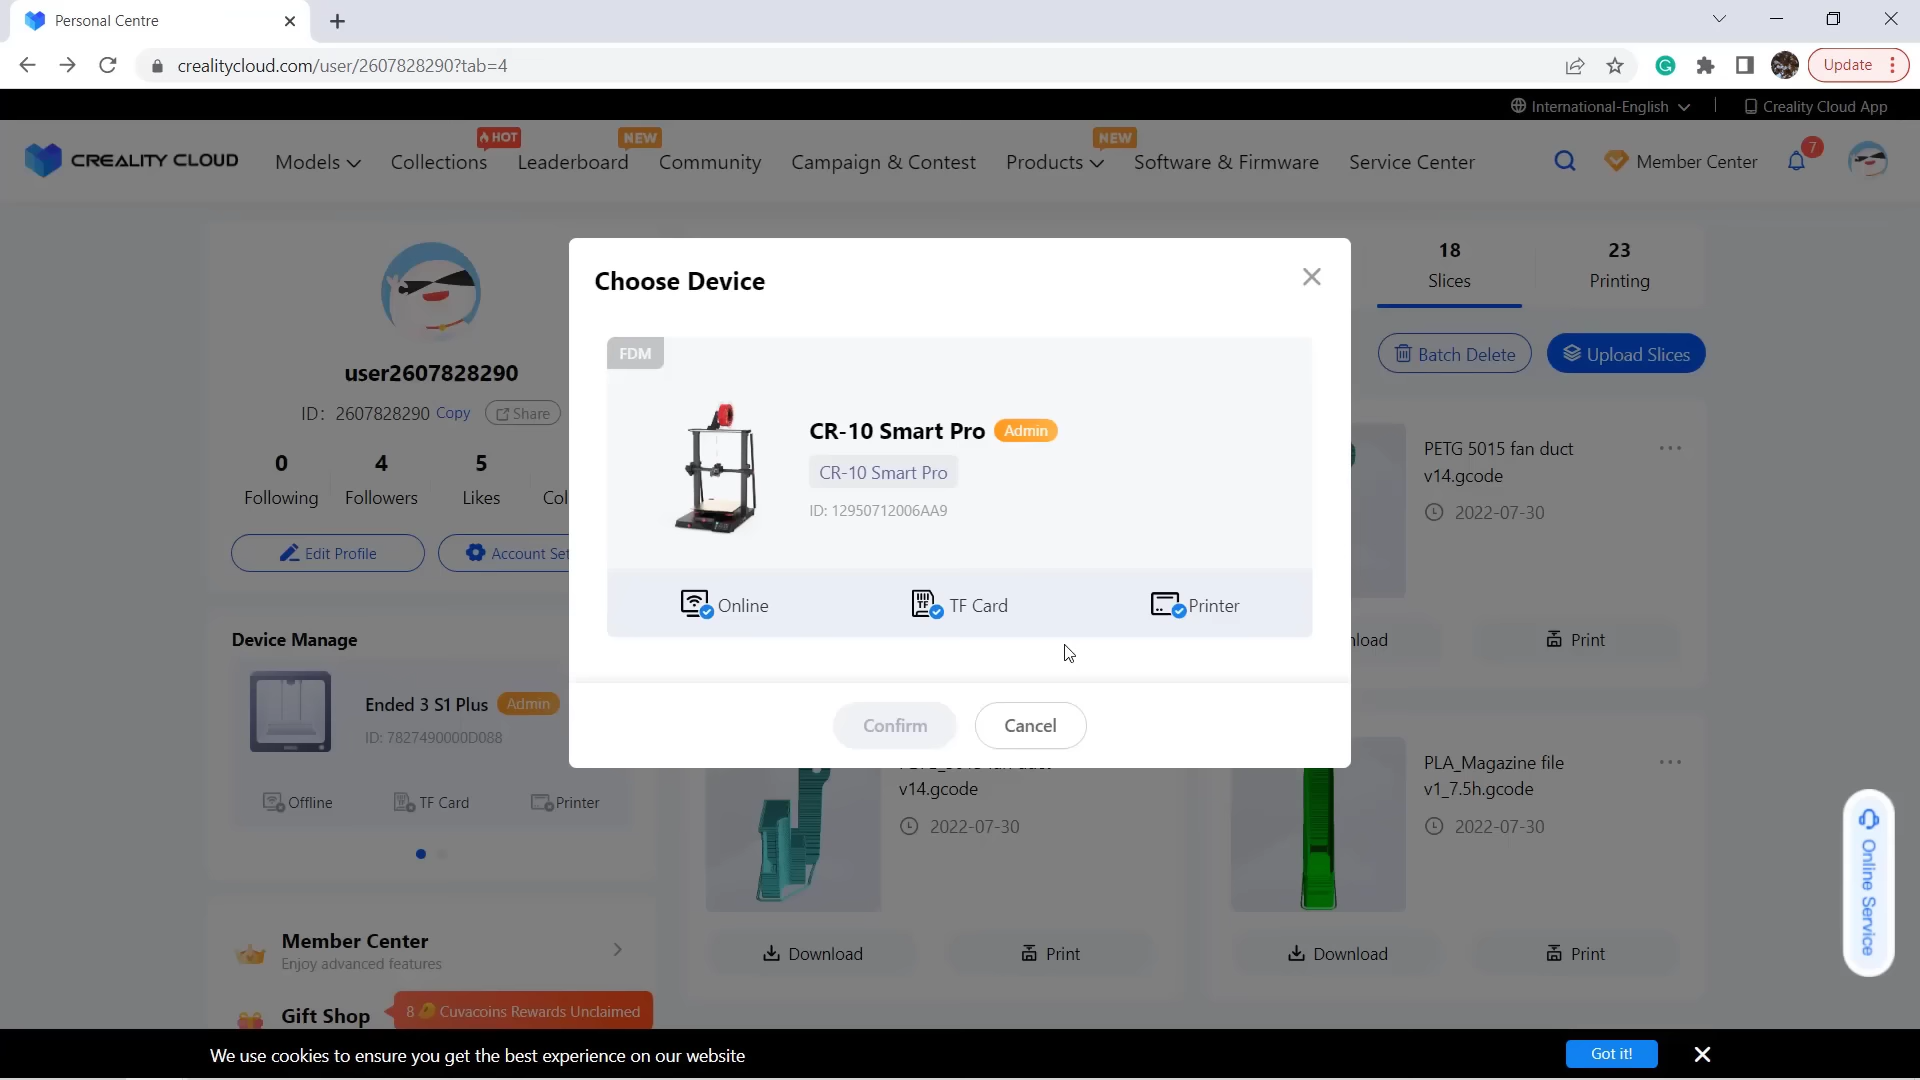 Personal Centre
crealitycloud.com/user/2607828290?tab=4
Update
International-English
Creality Cloud App
HOT
NEW
NEW
CREALITY CLOUD
Models
Collections
Leaderboard
Community
Campaign & Contest
Products
Software & Firmware
Service Center
Member Center
7
user2607828290
ID: 2607828290 Copy
Share
0
4
5
Following
Followers
Likes
Col
Edit Profile
Account Set
Device Manage
Ended 3 S1 Plus
Admin
ID: 7827490000D088
Offline
TF Card
Printer
Member Center
Enjoy advanced features
Gift Shop
8 Cuvacoins Rewards Unclaimed
Choose Device
FDM
CR-10 Smart Pro
Admin
CR-10 Smart Pro
ID: 12950712006AA9
Online
TF
TF Card
Printer
Confirm
Cancel
18
Slices
23
Printing
Batch Delete
Upload Slices
PETG 5015 fan duct
v14.gcode
2022-07-30
nload
Print
v14.gcode
2022-07-30
Download
Print
PLA_Magazine file
v1_7.5h.gcode
2022-07-30
Download
Print
Online Service
We use cookies to ensure you get the best experience on our website
Got it!